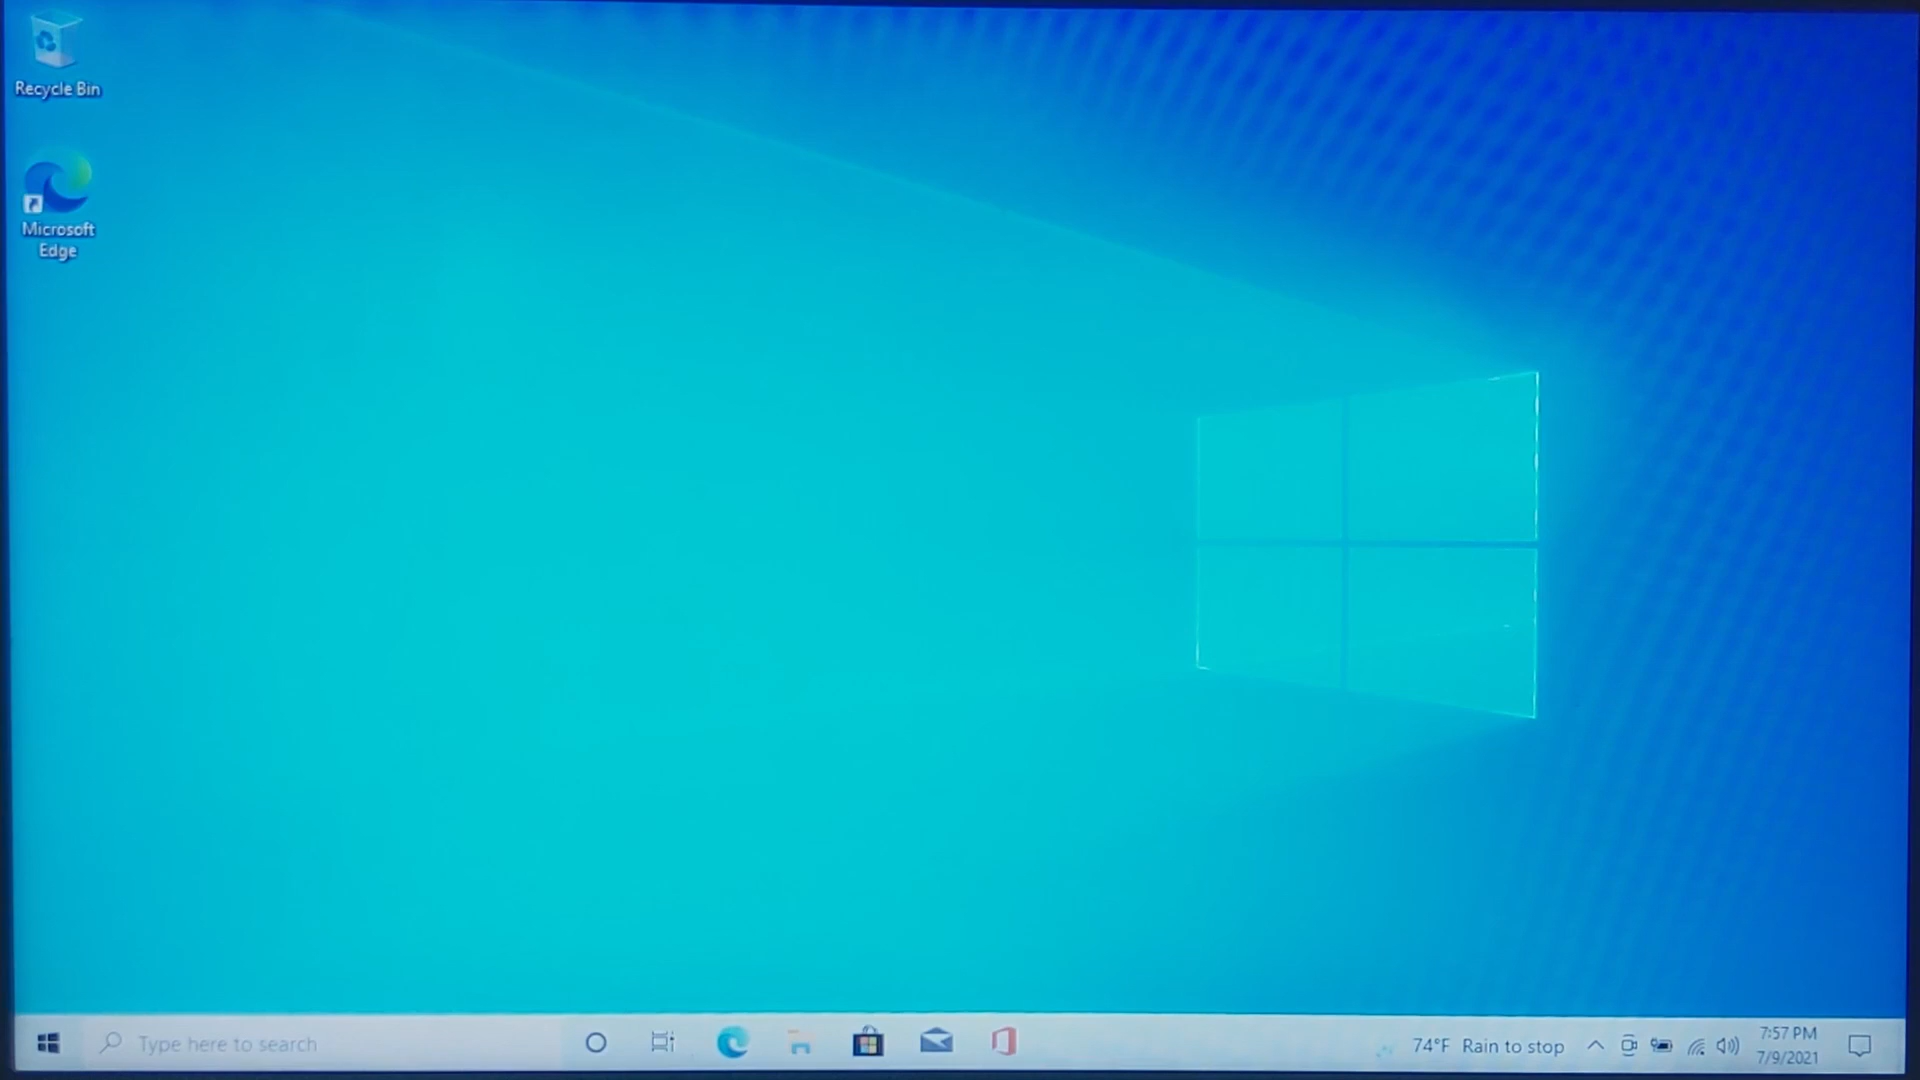 Recycle Bin
Microsoft
Edge
Type here to search
74°F Rain to stop
7:57 PM
7/9/2021